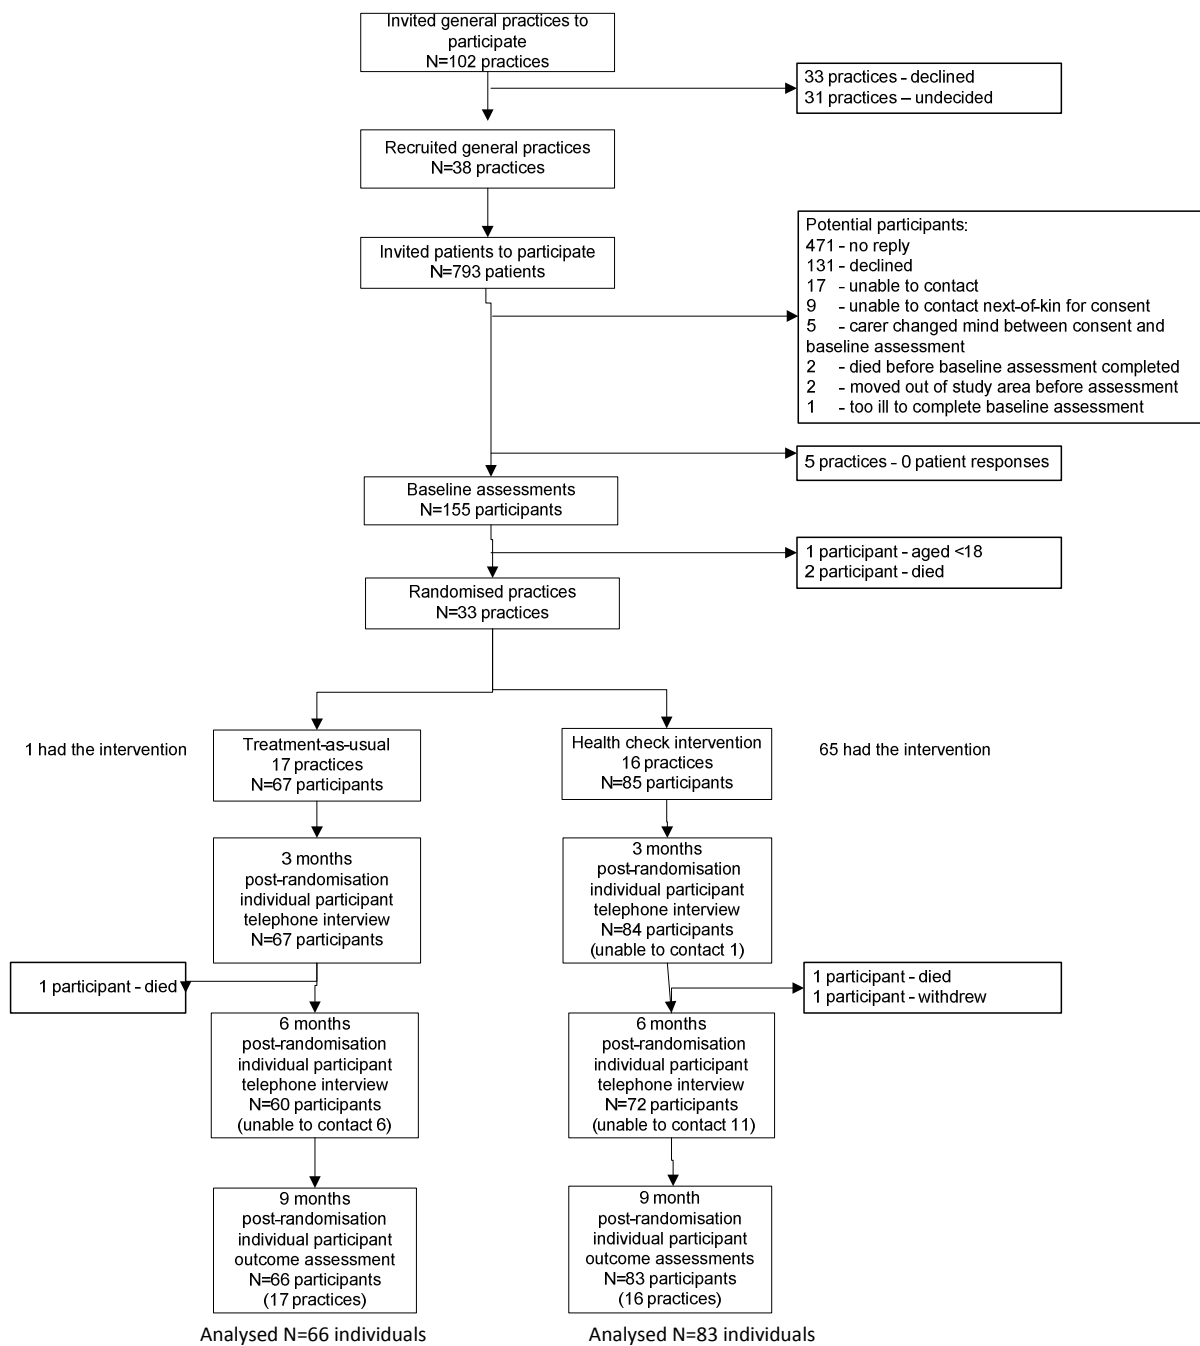 Invited general practices to
participate
N=102 practices
33 practices - declined
31 practices – undecided
Recruited general practices
N=38 practices
Invited patients to participate
N=793 patients
Potential participants:
471 - no reply
131 - declined
17 - unable to contact
9 - unable to contact next-of-kin for consent
5 - carer changed mind between consent and
baseline assessment
2 - died before baseline assessment completed
2 - moved out of study area before assessment
1 - too ill to complete baseline assessment
5 practices - 0 patient responses
Baseline assessments
N=155 participants
1 participant - aged <18
2 participant - died
Randomised practices
N=33 practices
1 had the intervention
Treatment-as-usual
17 practices
N=67 participants
Health check intervention
16 practices
N=85 participants
65 had the intervention
3 months
post-randomisation
individual participant
telephone interview
N=67 participants
3 months
post-randomisation
individual participant
telephone interview
N=84 participants
(unable to contact 1)
1 participant - died
1 participant - died
1 participant - withdrew
6 months
post-randomisation
individual participant
telephone interview
N=60 participants
(unable to contact 6)
6 months
post-randomisation
individual participant
telephone interview
N=72 participants
(unable to contact 11)
9 months
post-randomisation
individual participant
outcome assessment
N=66 participants
(17 practices)
9 month
post-randomisation
individual participant
outcome assessments
N=83 participants
(16 practices)
Analysed N=66 individuals
Analysed N=83 individuals